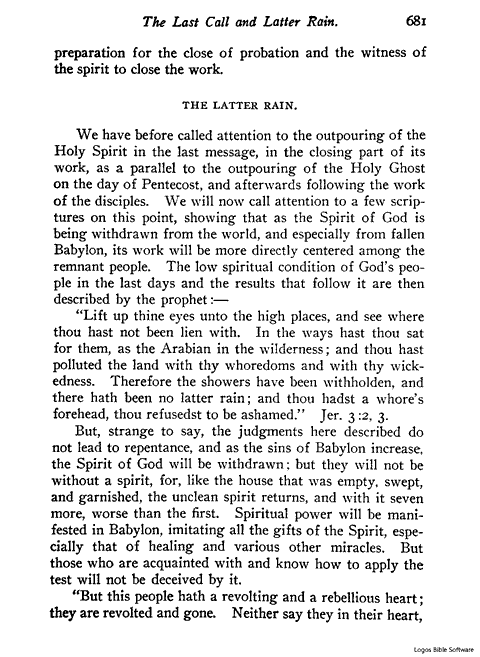 The Last Call and Latter Rain. 681
preparation for the close of probation and the witness of
the spirit to close the work.
THE LATTER RAIN.
We have before called attention to the outpouring of the
Holy Spirit in the last message, in the closing part of its
work, as a parallel to the outpouring of the Holy Ghost
on the day of Pentecost, and afterwards following the work
of the disciples. We will now call attention to a few scrip-
tures on this point, showing that as the Spirit of God is
being withdrawn from the world, and especially from fallen
Babylon, its work will be more directly centered among the
remnant people. The low spiritual condition of God's peo-
ple in the last days and the results that follow it are then
described by the prophet:—
"Lift up thine eyes unto the high places, and see where
thou hast not been lien with. In the ways hast thou sat
for them, as the Arabian in the wilderness; and thou hast
polluted the land with thy whoredoms and with thy wick-
edness. Therefore the showers have been withholden, and
there hath been no latter rain; and thou hadst a whore's
forehead, thou refusedst to be ashamed." Jer. 3:2, 3.
But, strange to say, the judgments here described do
not lead to repentance, and as the sins of Babylon increase,
the Spirit of God will be withdrawn; but they will not be
without a spirit, for, like the house that was empty, swept,
and garnished, the unclean spirit returns, and with it seven
more, worse than the first. Spiritual power will be mani-
fested in Babylon, imitating all the gifts of the Spirit, espe-
cially that of healing and various other miracles. But
those who are acquainted with and know how to apply the
test will not be deceived by it.
"But this people hath a revolting and a rebellious heart;
they are revolted and gone. Neither say they in their heart,
Logos Bible Software